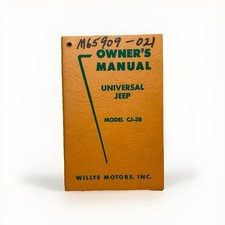 M65909-021
OWNER'S
MANUAL
UNIVERSAL
JEEP
MODEL CJ-3B
WILLYS MOTORS, INC.